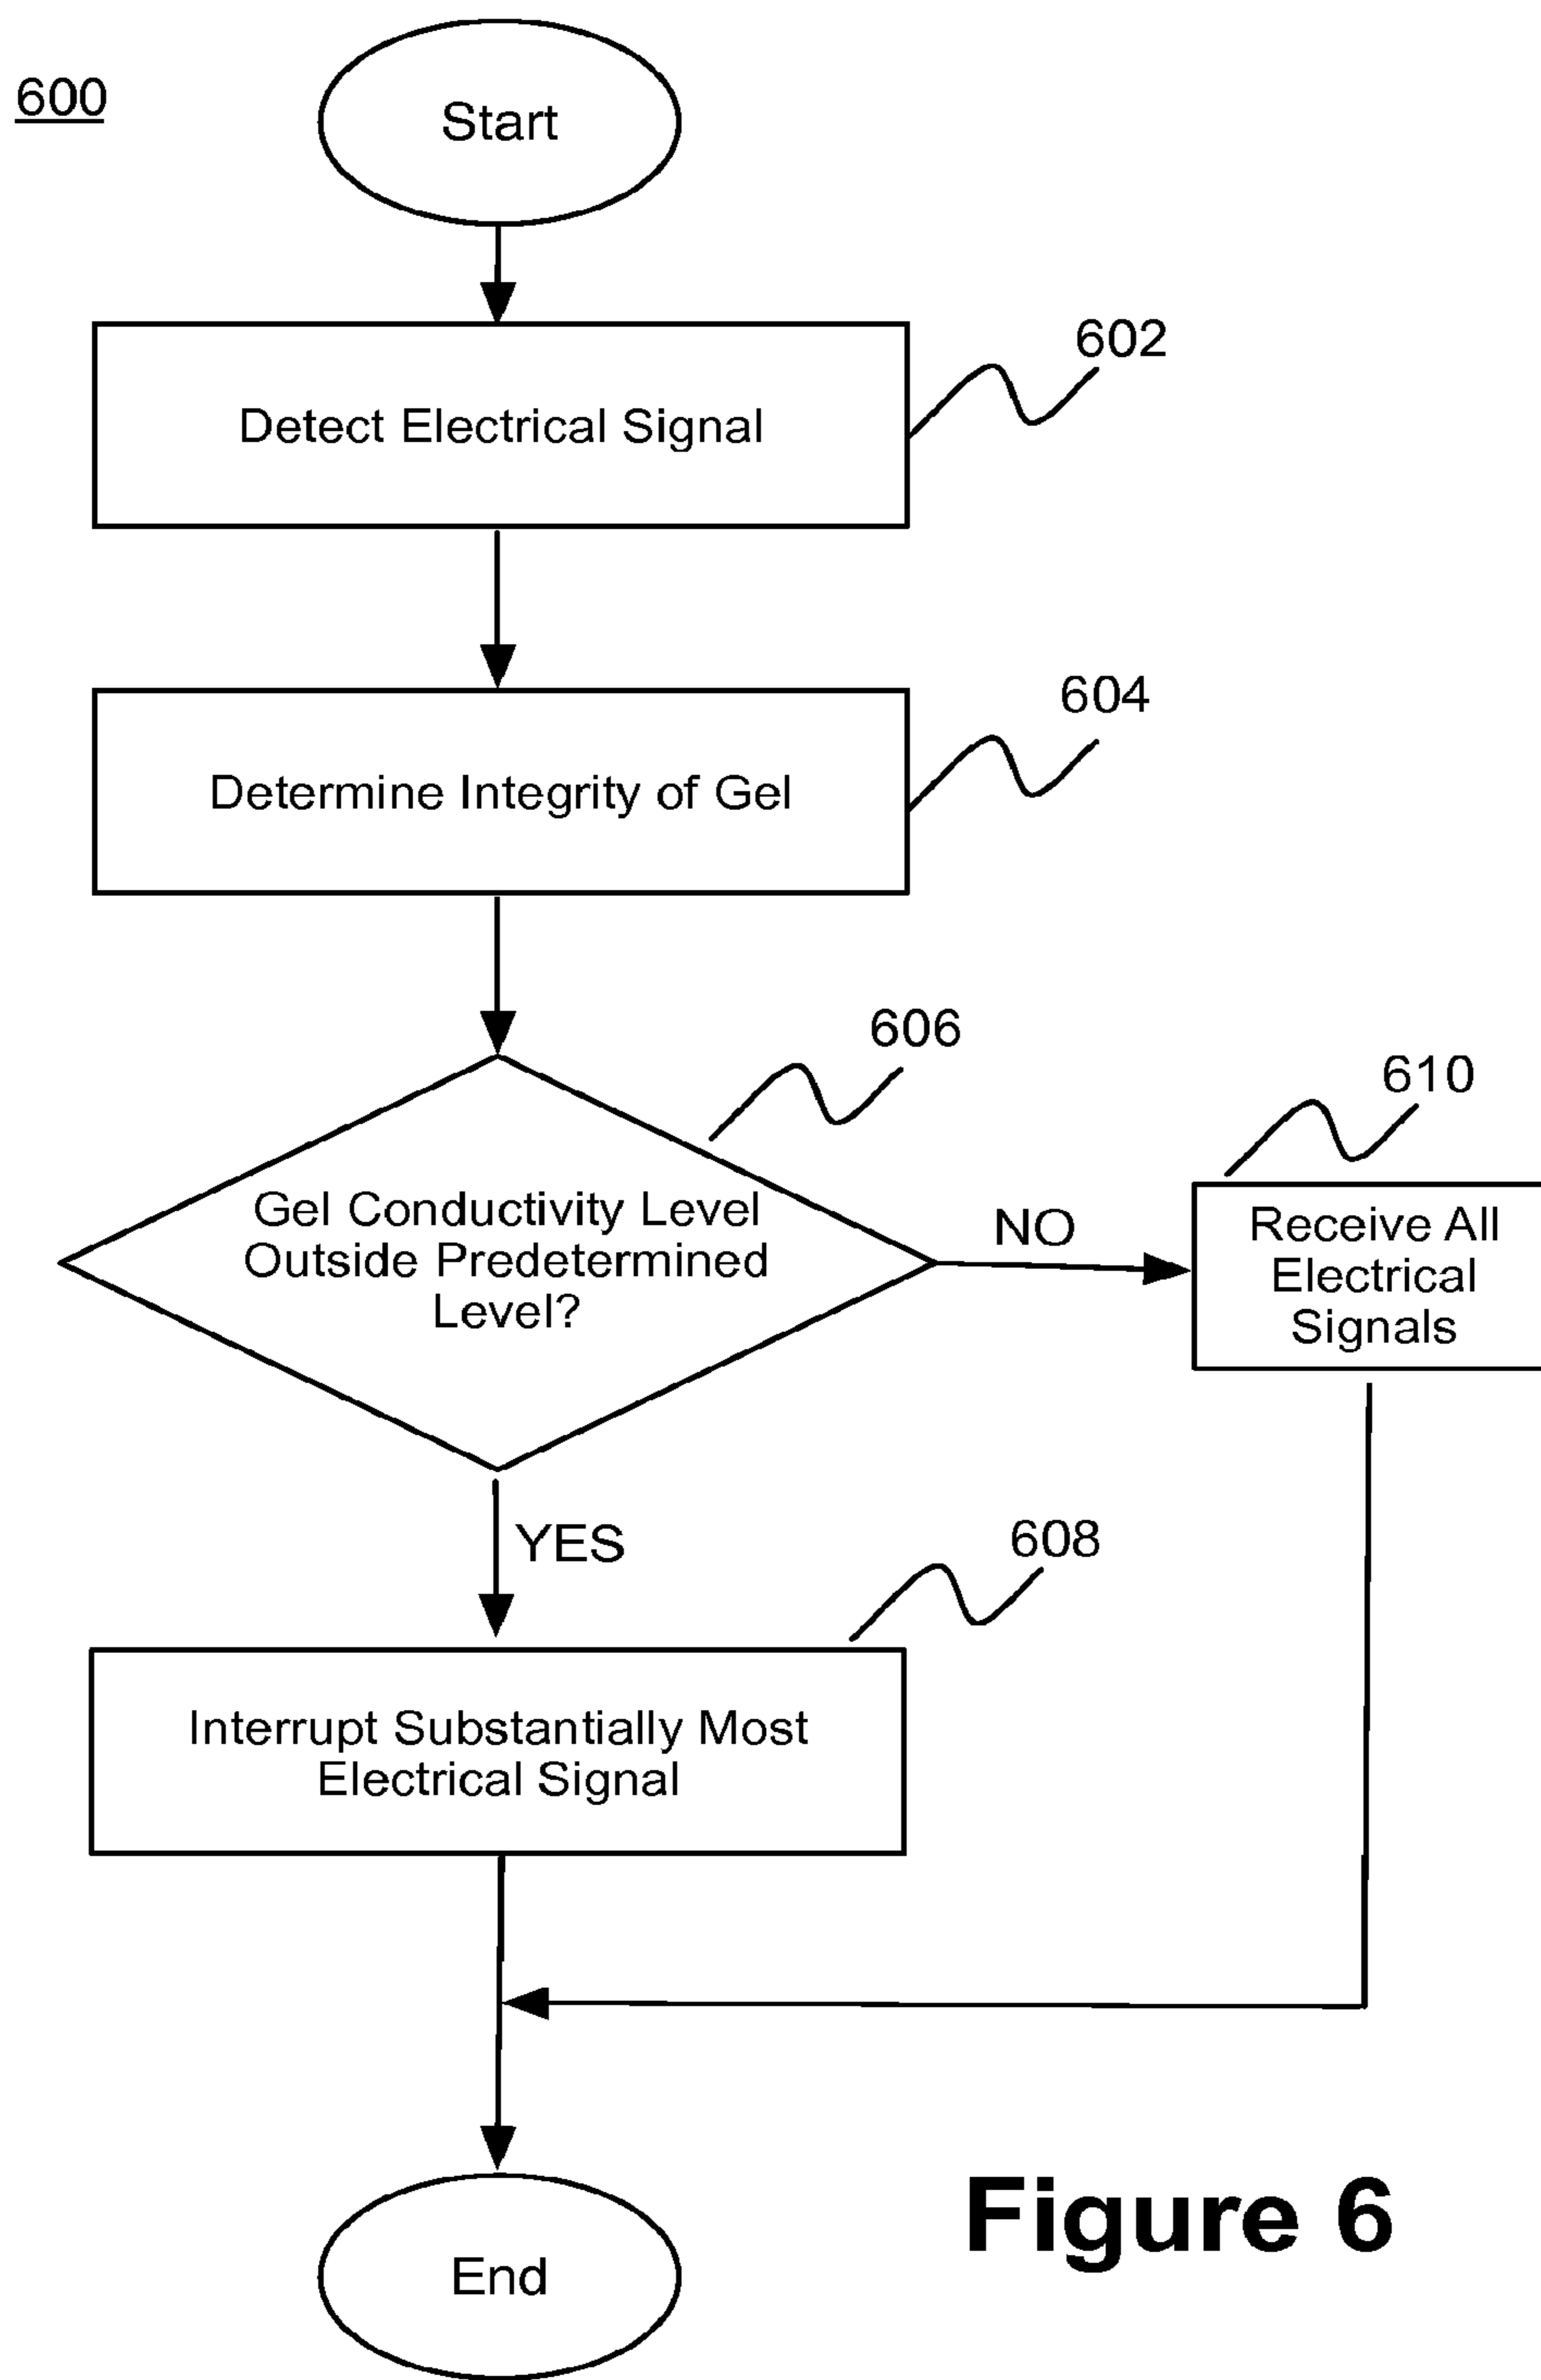 600
Start
602
Detect Electrical Signal
604
Determine Integrity of Gel
606
Gel Conductivity Level
Outside Predetermined
Level?
NO
610
Receive All
Electrical
Signals
YES
608
Interrupt Substantially Most
Electrical Signal
End
Figure 6